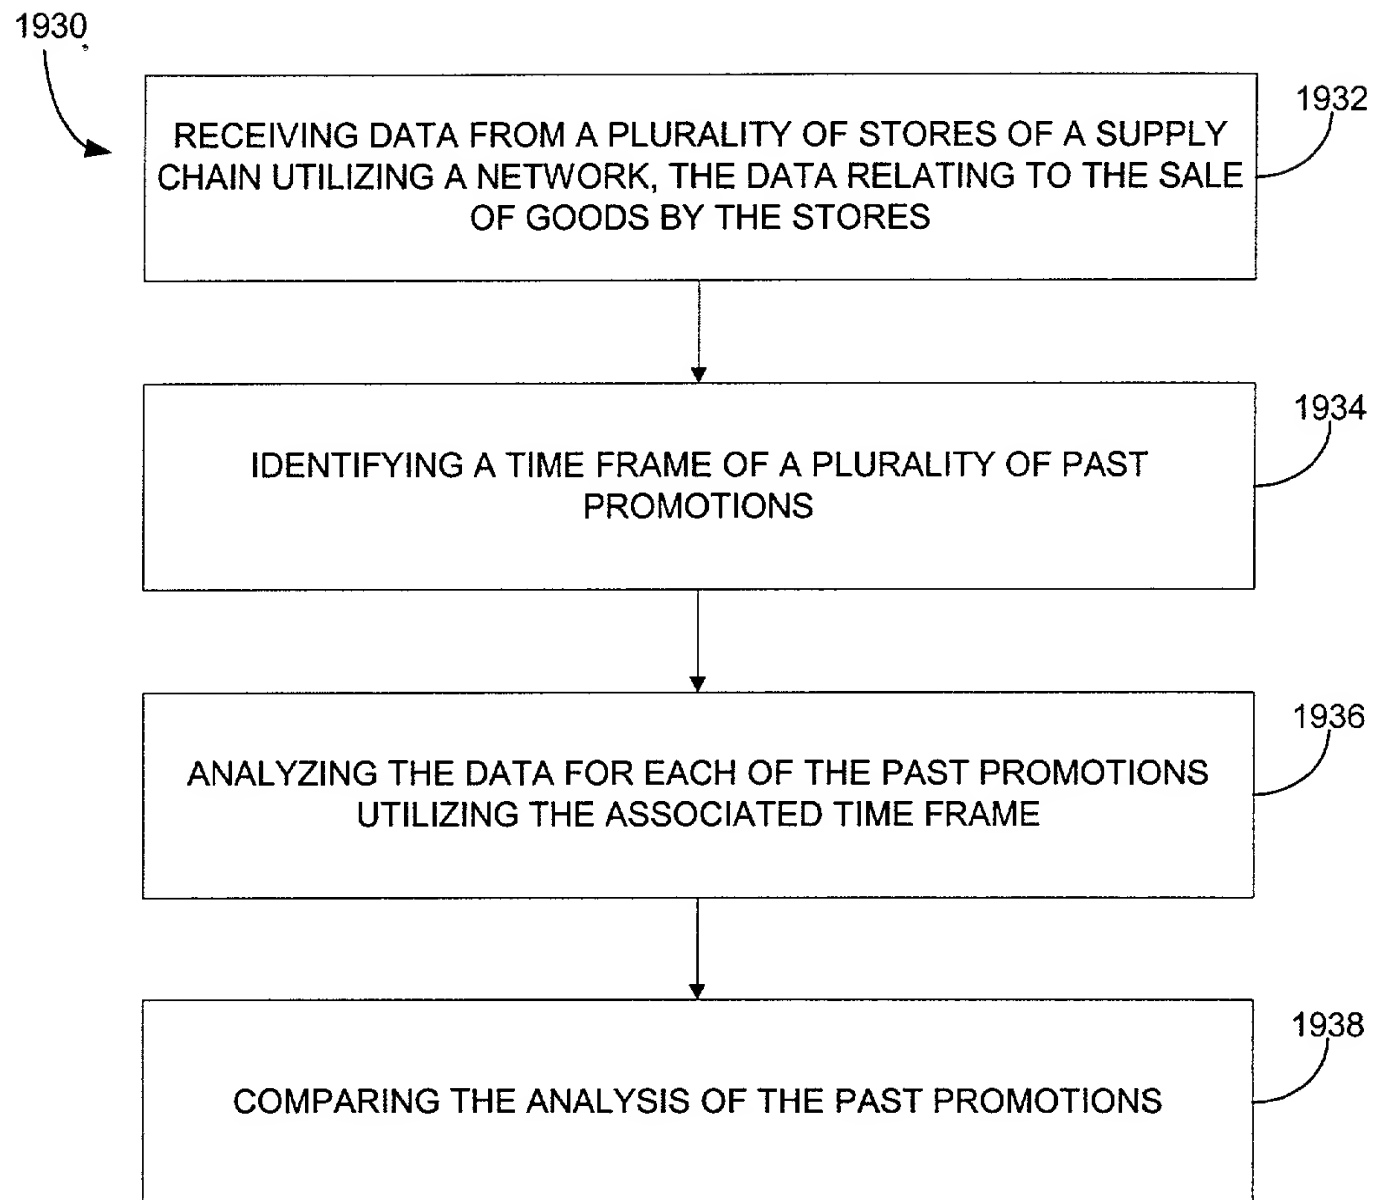 1930
1932
RECEIVING DATA FROM A PLURALITY OF STORES OF A SUPPLY
CHAIN UTILIZING A NETWORK, THE DATA RELATING TO THE SALE
OF GOODS BY THE STORES
1934
IDENTIFYING A TIME FRAME OF A PLURALITY OF PAST
PROMOTIONS
1936
ANALYZING THE DATA FOR EACH OF THE PAST PROMOTIONS
UTILIZING THE ASSOCIATED TIME FRAME
1938
COMPARING THE ANALYSIS OF THE PAST PROMOTIONS